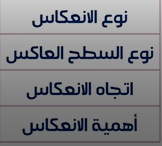 نوع الانعكاس
نوع السطح العاكس
اتجاه الانعكاس
أهمية الانعكاس